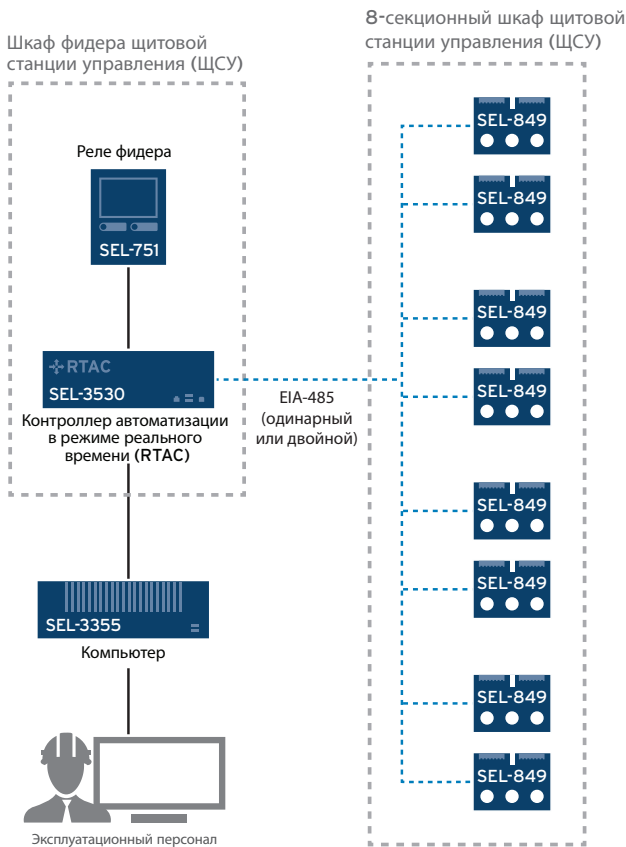 Шкаф фидера щитовой
станции управления (ЩСУ)
8-секционный шкаф щитовой
станции управления (ЩСУ)
Реле фидера
SEL-751
RTAC
SEL-3530
Контроллер автоматизации
в режиме реального
времени (RTAC)
EIA-485
(одинарный
или двойной)
SEL-3355
Компьютер
Эксплуатационный персонал
SEL-849
SEL-849
SEL-849
SEL-849
SEL-849
SEL-849
SEL-849
SEL-849